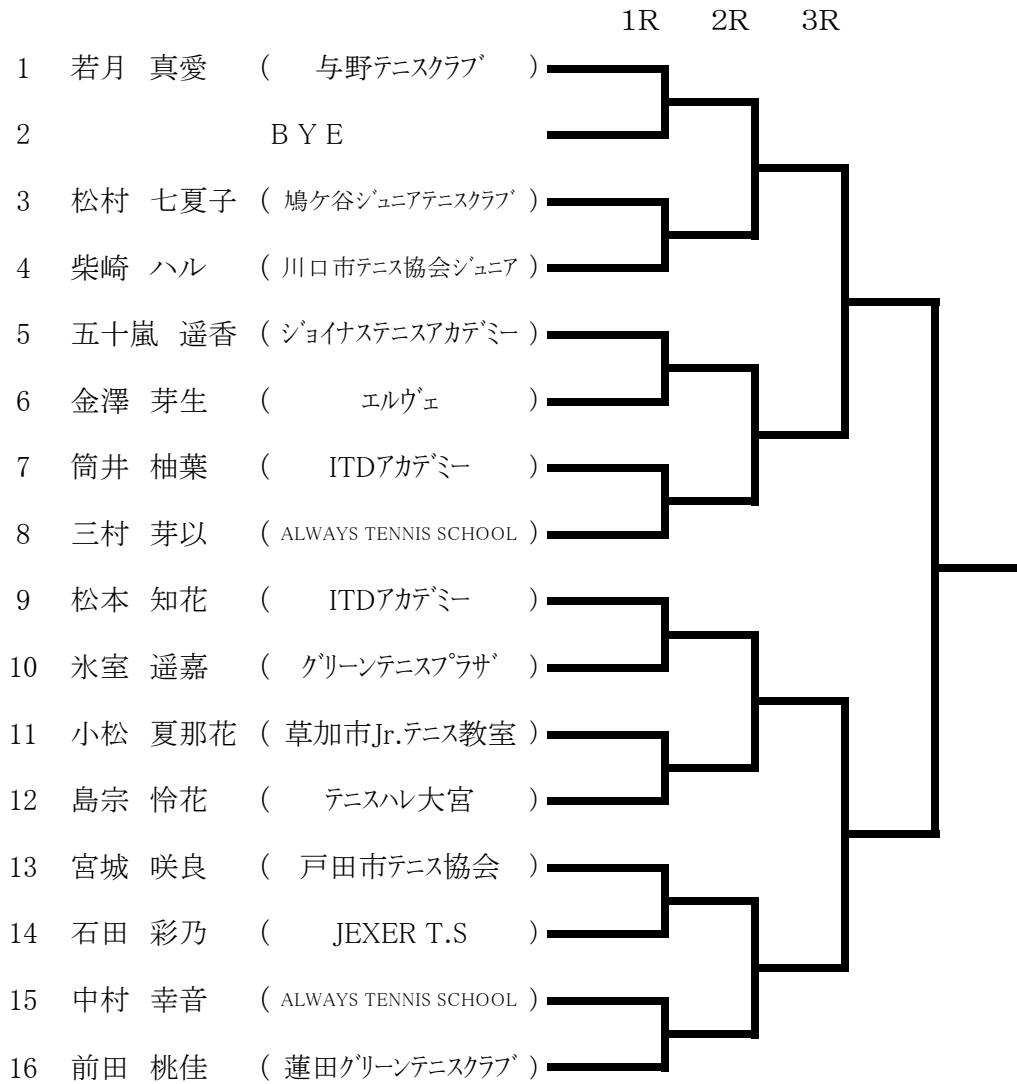 1R 2R 3R
1 若月 真愛 ( 与野ﾃﾆｽｸﾗﾌﾞ )
2 B Y E
3 松村 七夏子 ( 鳩ケ谷ｼﾞｭﾆｱﾃﾆｽｸﾗﾌﾞ )
4 柴崎 ハル ( 川口市ﾃﾆｽ協会ｼﾞｭﾆｱ )
5 五十嵐 遥香 ( ｼﾞｮｲﾅｽﾃﾆｽｱｶﾃﾞﾐｰ )
6 金澤 芽生 ( ｴﾙｳﾞｪ )
7 筒井 柚葉 ( ITDｱｶﾃﾞﾐｰ )
8 三村 芽以 ( ALWAYS TENNIS SCHOOL )
9 松本 知花 ( ITDｱｶﾃﾞﾐｰ )
10 氷室 遥嘉 ( ｸﾞﾘｰﾝﾃﾆｽﾌﾟﾗｻﾞ )
11 小松 夏那花 ( 草加市Jr.ﾃﾆｽ教室 )
12 島宗 怜花 ( ﾃﾆｽﾊﾚ大宮 )
13 宮城 咲良 ( 戸田市ﾃﾆｽ協会 )
14 石田 彩乃 ( JEXER T.S )
15 中村 幸音 ( ALWAYS TENNIS SCHOOL )
16 前田 桃佳 ( 蓮田ｸﾞﾘｰﾝﾃﾆｽｸﾗﾌﾞ )